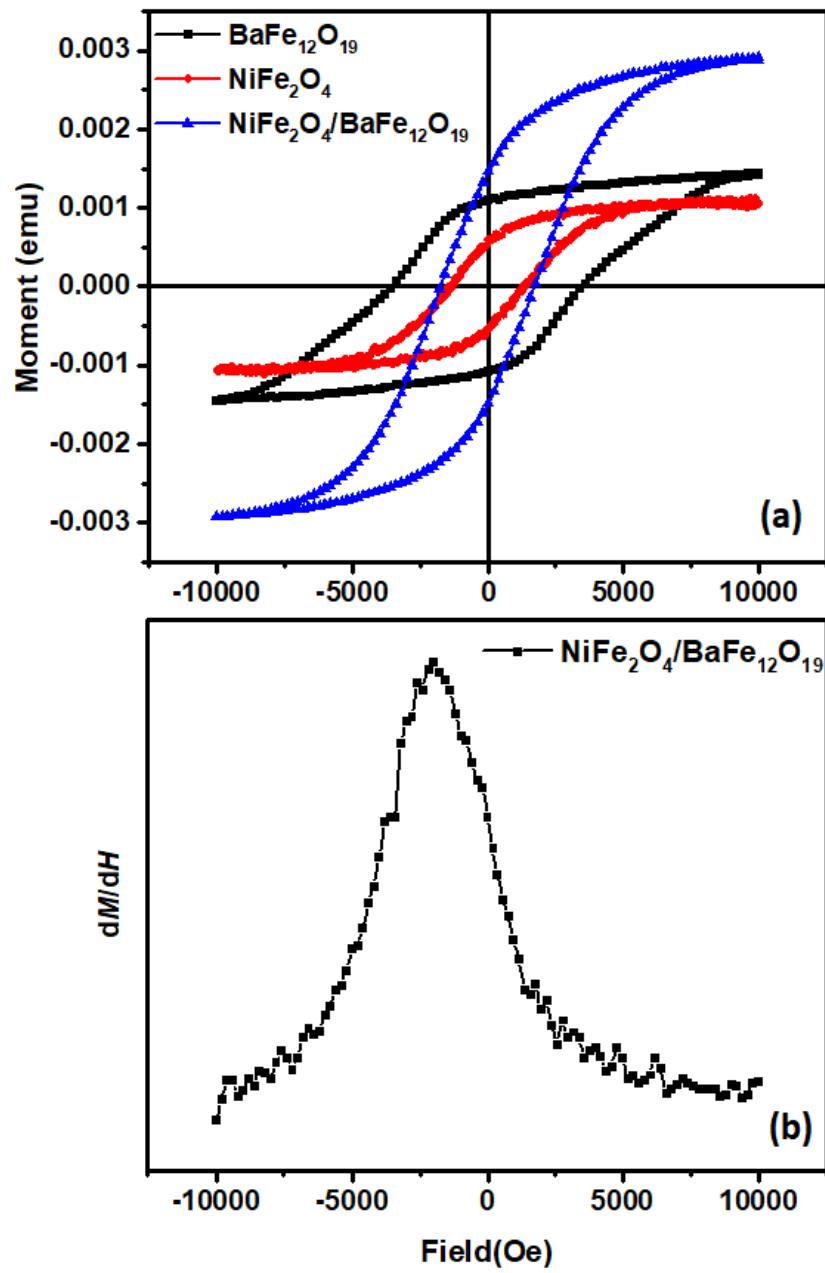 BaFe₁₂O₁₉
NiFe₂O₄
NiFe₂O₄/BaFe₁₂O₁₉
0.003
0.002
0.001
0.000
-0.001
-0.002
-0.003
Moment (emu)
(a)
-10000 -5000 0 5000 10000
NiFe₂O₄/BaFe₁₂O₁₉
dM/dH
(b)
-10000 -5000 0 5000 10000
Field(Oe)